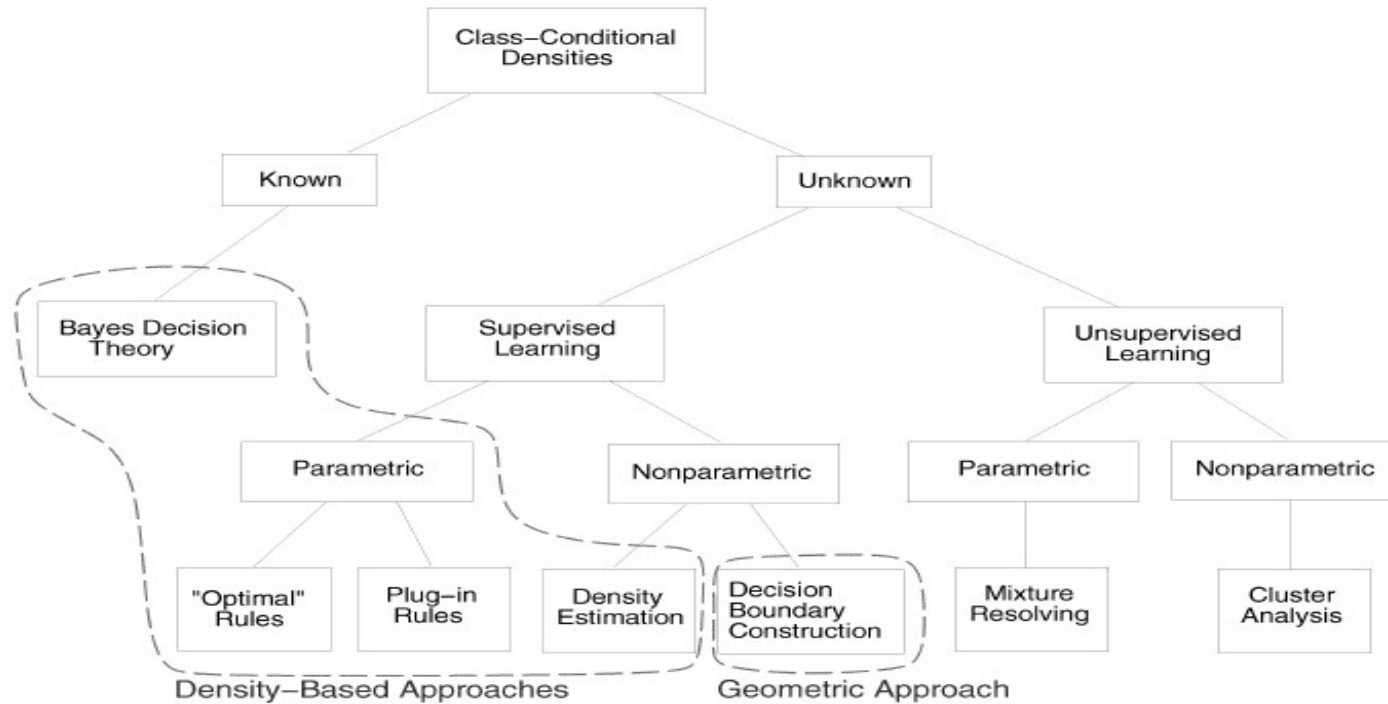 Class-Conditional
Densities
Known
Unknown
Bayes Decision
Theory
Supervised
Learning
Unsupervised
Learning
Parametric
Nonparametric
Parametric
Nonparametric
"Optimal"
Rules
Plug-in
Rules
Density
Estimation
Decision
Boundary
Construction
Mixture
Resolving
Cluster
Analysis
Density-Based Approaches
Geometric Approach